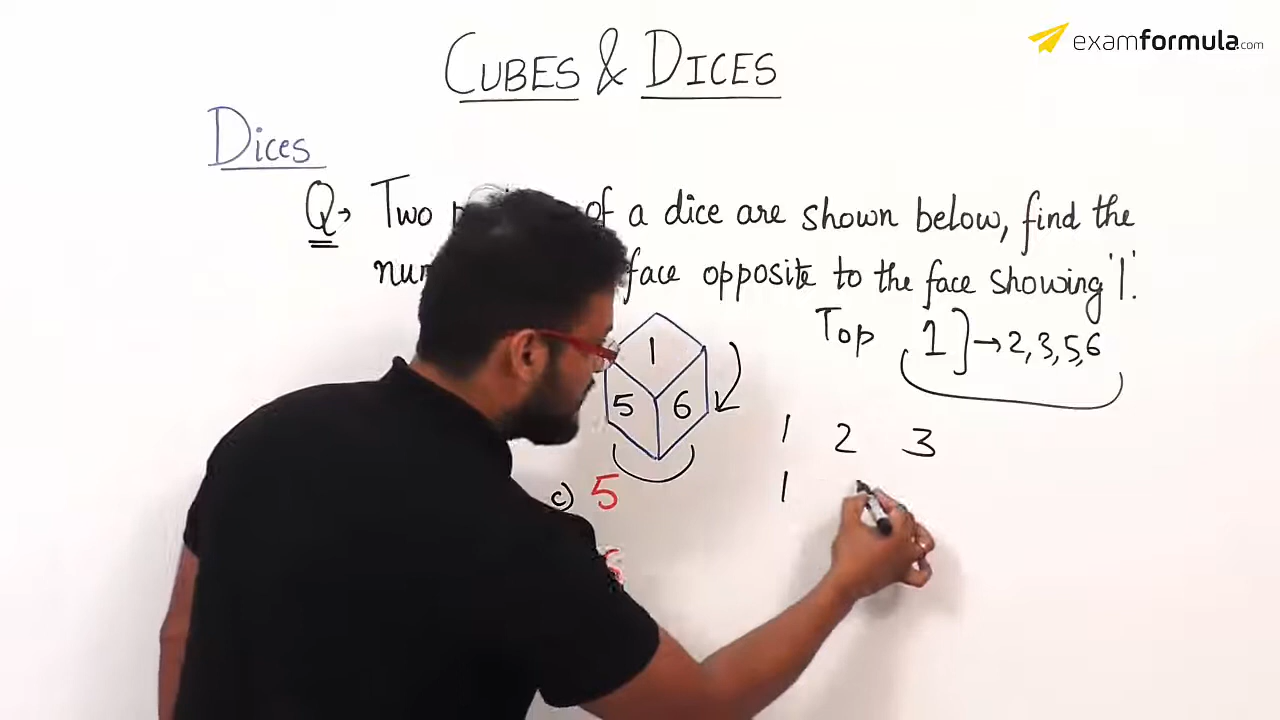 examformula.com
CUBES & DICES
Dices
Q→ Two of a dice are shown below, find the
face opposite to the face showing '1'.
Top 1]→2,3,5,6
1
5 6
1 2 3
1
c) 5